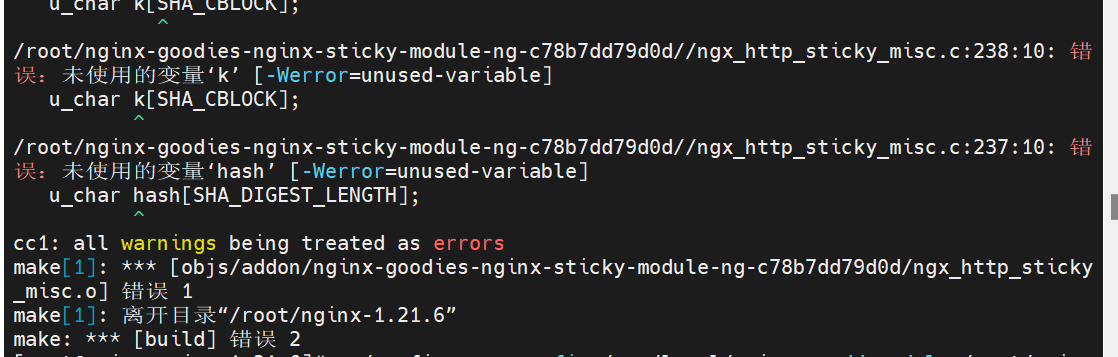 u_char k[SHA_CBLOCK];
^
/root/nginx-goodies-nginx-sticky-module-ng-c78b7dd79d0d//ngx_http_sticky_misc.c:238:10: 错
误：未使用的变量‘k’ [-Werror=unused-variable]
u_char k[SHA_CBLOCK];
^
/root/nginx-goodies-nginx-sticky-module-ng-c78b7dd79d0d//ngx_http_sticky_misc.c:237:10: 错
误：未使用的变量‘hash’ [-Werror=unused-variable]
u_char hash[SHA_DIGEST_LENGTH];
^
cc1: all warnings being treated as errors
make[1]: *** [objs/addon/nginx-goodies-nginx-sticky-module-ng-c78b7dd79d0d/ngx_http_sticky
_misc.o] 错误 1
make[1]: 离开目录“/root/nginx-1.21.6”
make: *** [build] 错误 2